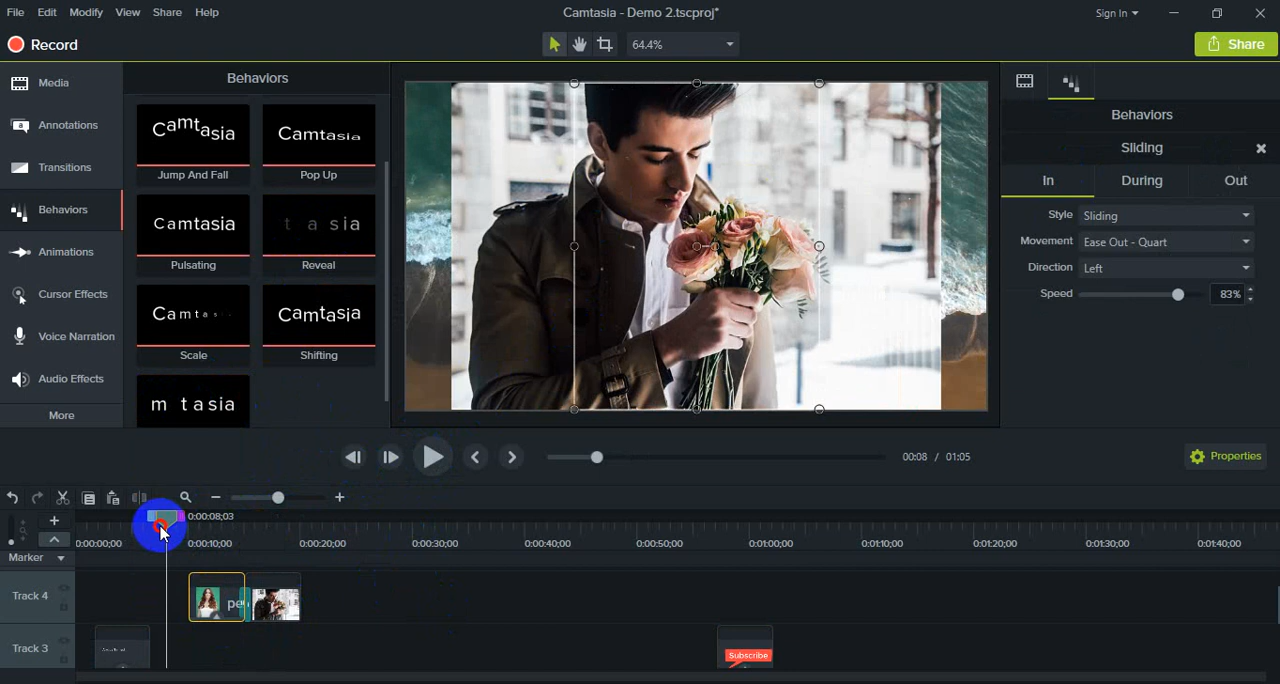 File Edit Modify View Share Help
Camtasia - Demo 2.tscproj*
Sign In
Record
64.4%
Share
Media
Annotations
Transitions
Behaviors
Animations
Cursor Effects
Voice Narration
Audio Effects
More
Behaviors
Camtasia Camtasia
Jump And Fall Pop Up
Camtasia t a sia
Pulsating Reveal
Camtas Camtasia
Scale Shifting
m t a s i a
Behaviors
Sliding
In During Out
Style Sliding
Movement Ease Out - Quart
Direction Left
Speed 83%
00:08 / 01:05
Properties
0:00:08;03
0:00:00;00 0:00:10;00 0:00:20;00 0:00:30;00 0:00:40;00 0:00:50;00 0:01:00;00 0:01:10;00 0:01:20;00 0:01:30;00 0:01:40;00
Marker
Track 4
pe
Track 3
Subscribe